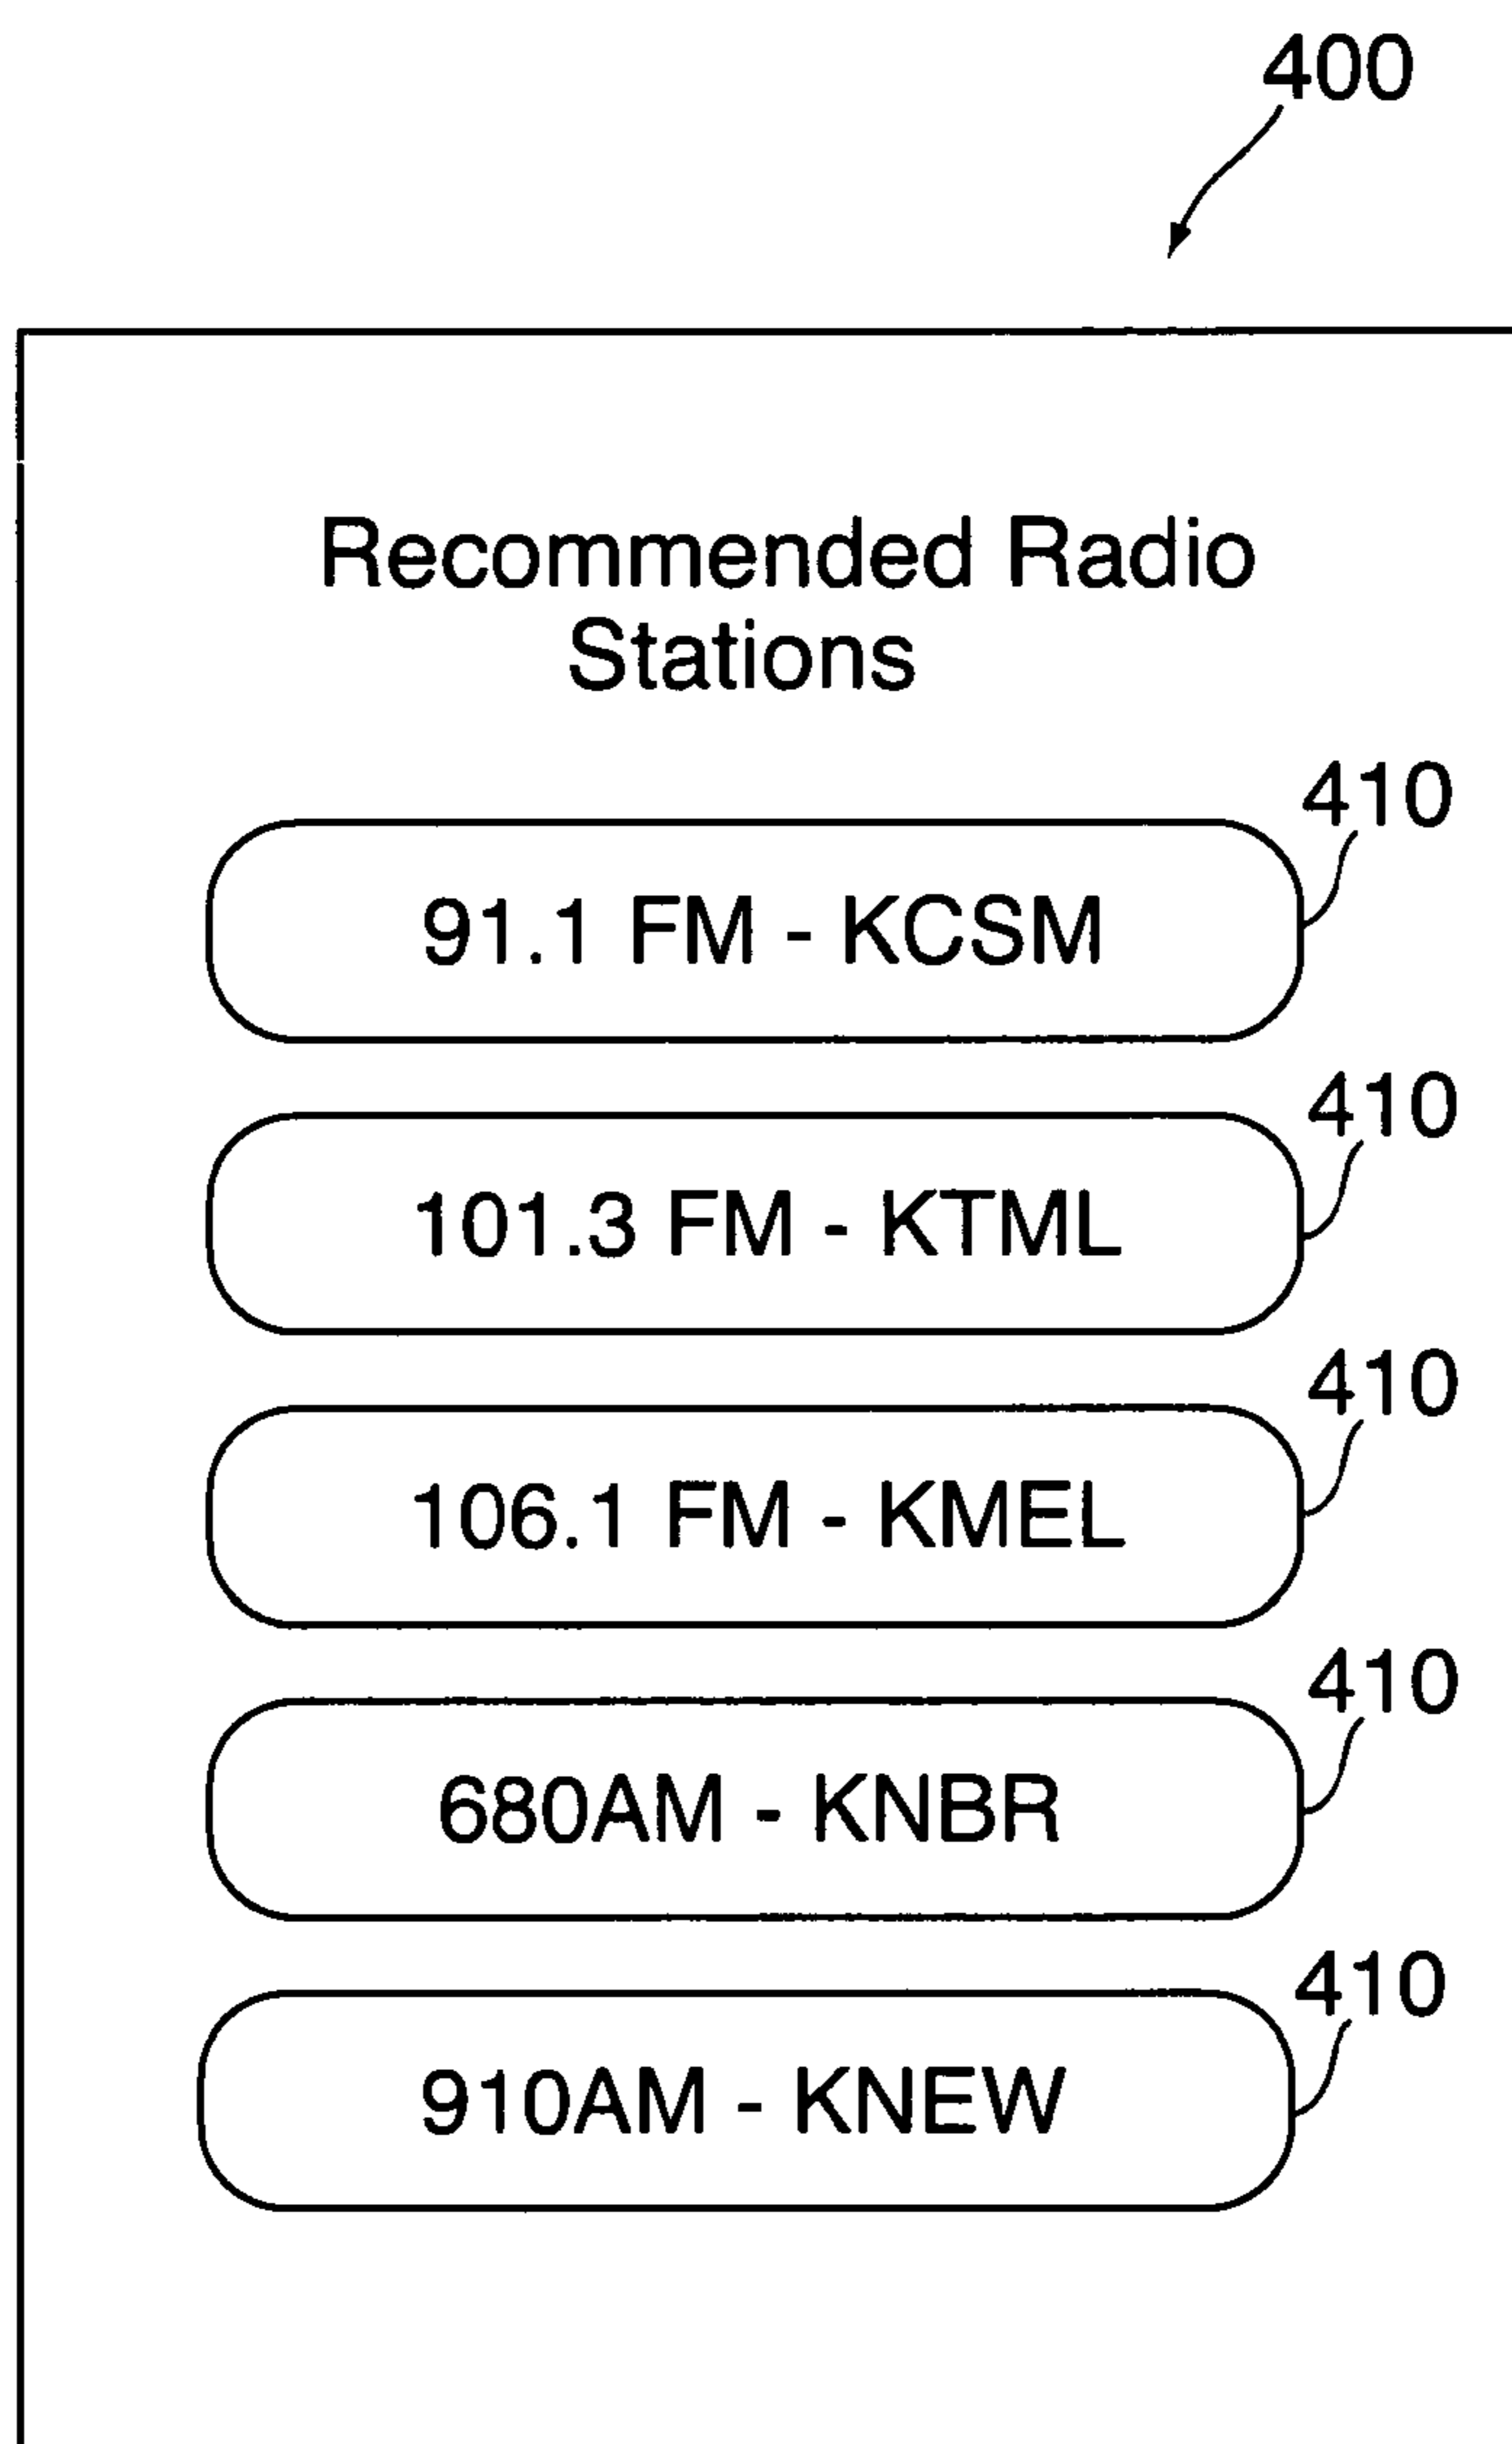 400
Recommended Radio
Stations
410
91.1 FM - KCSM
410
101.3 FM - KTML
410
106.1 FM - KMEL
410
680AM - KNBR
410
910AM - KNEW